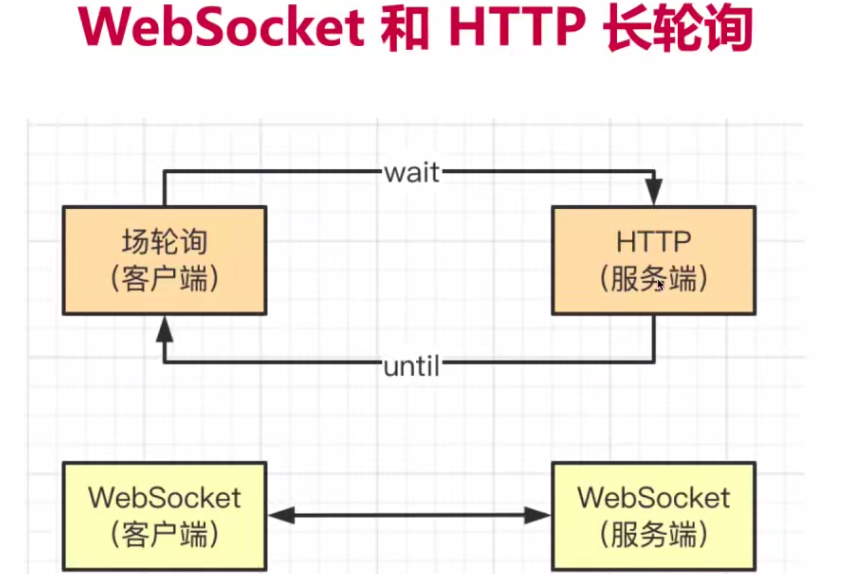 WebSocket 和 HTTP 长轮询
wait
场轮询
（客户端）
HTTP
（服务端）
until
WebSocket
（客户端）
WebSocket
（服务端）